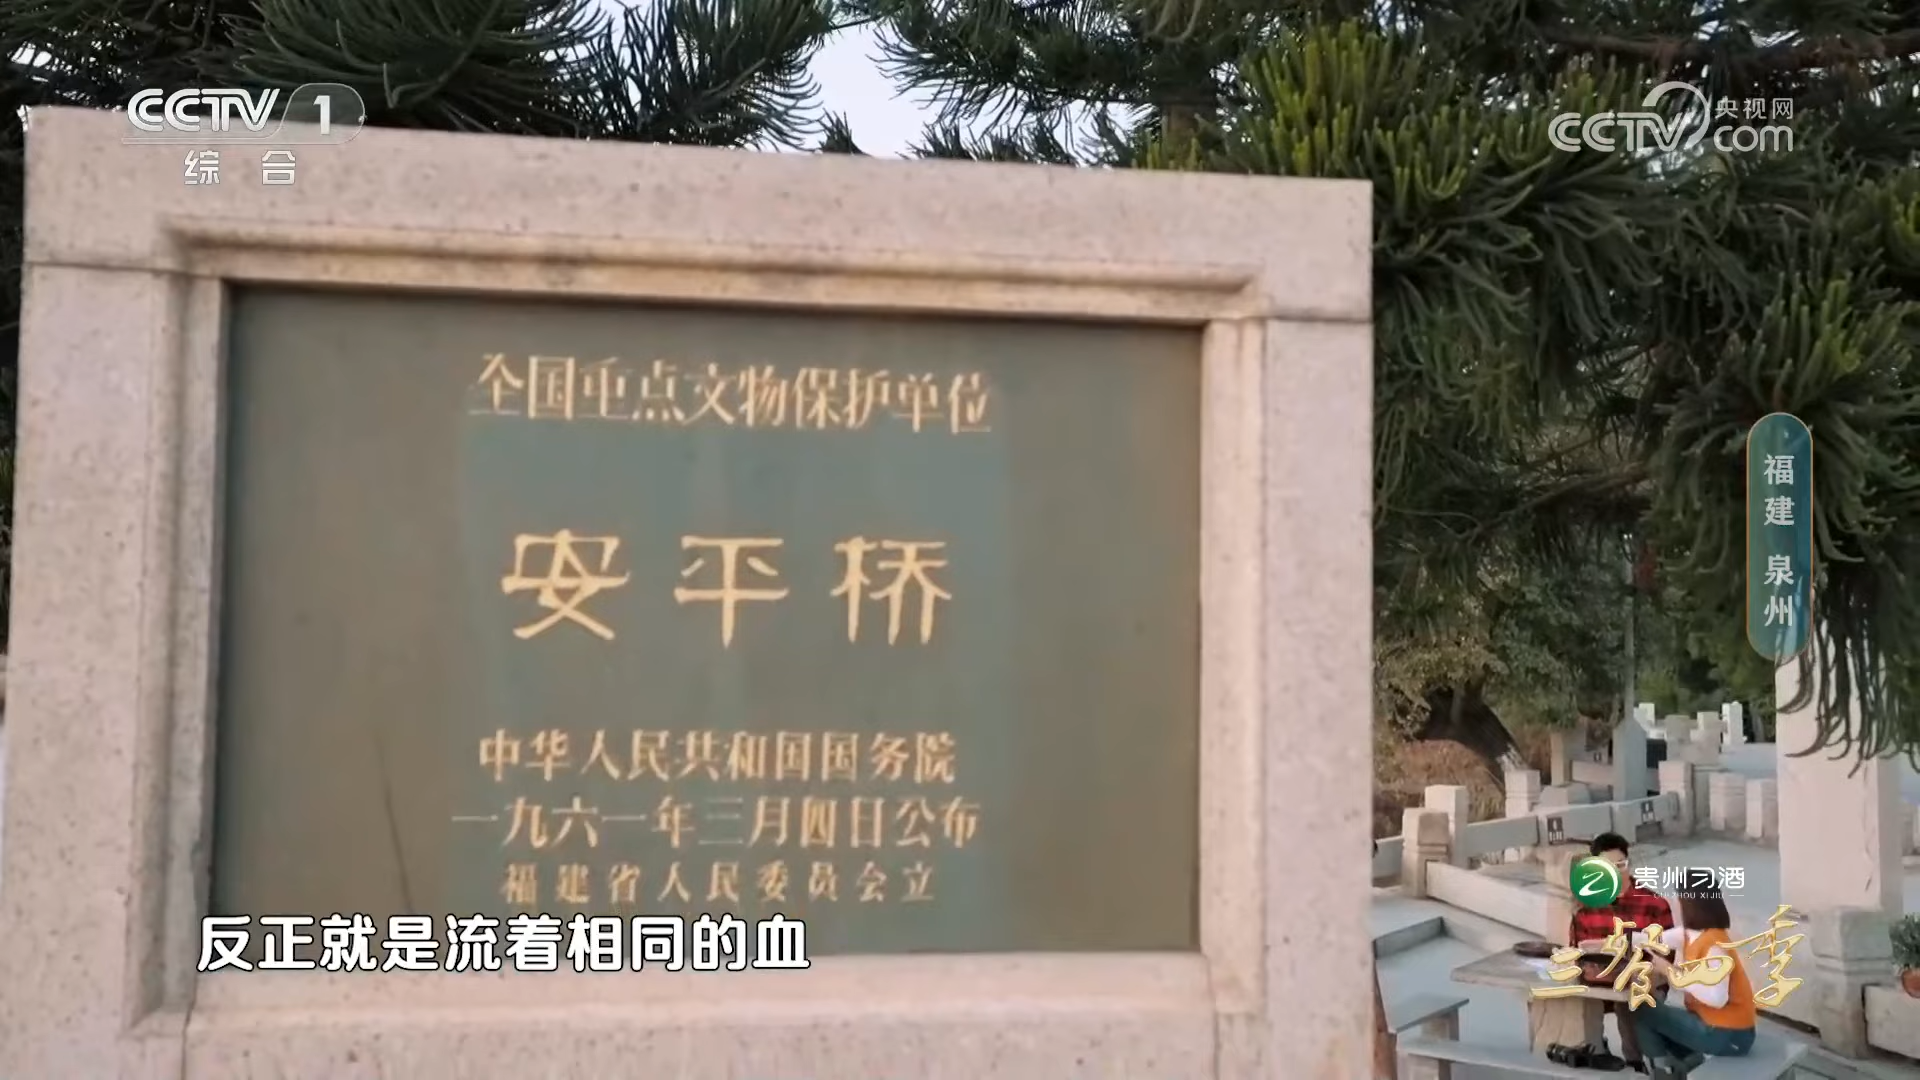 CCTV 1
综合
CCTV 央视网
com
全国重点文物保护单位
安平桥
中华人民共和国国务院
一九六一年三月四日公布
福建省人民委员会立
福建 泉州
反正就是流着相同的血
贵州习酒
GUIZHOU XIJIU
三餐四季